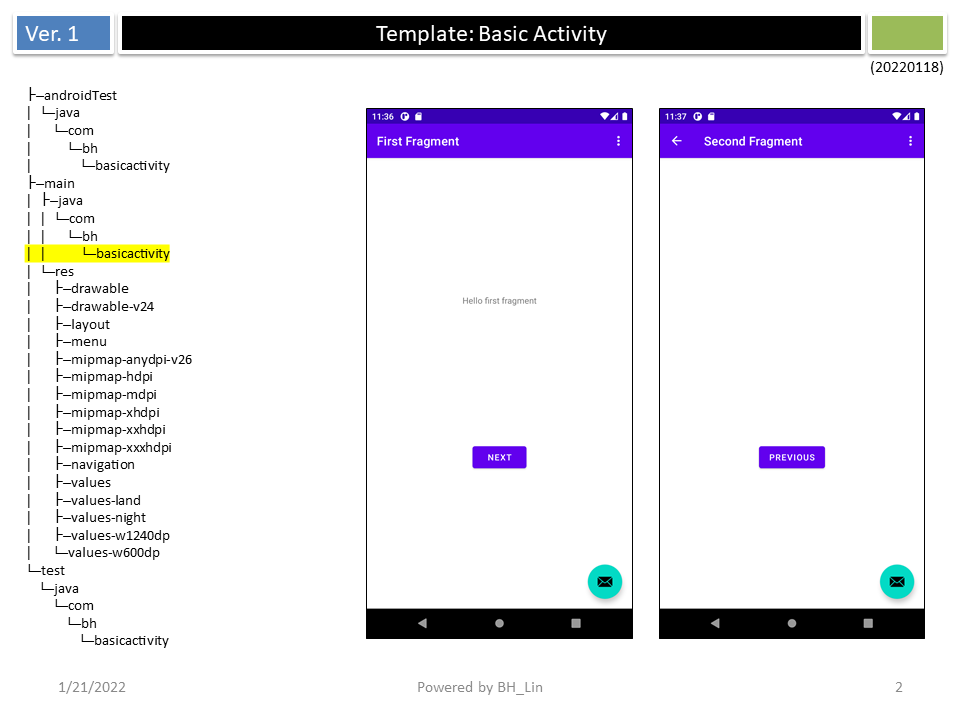 Ver. 1
Template: Basic Activity
(20220118)
├─androidTest
│ └─java
│ └─com
│ └─bh
│ └─basicactivity
├─main
│ ├─java
│ │ └─com
│ │ └─bh
│ │ └─basicactivity
│ └─res
│ ├─drawable
│ ├─drawable-v24
│ ├─layout
│ ├─menu
│ ├─mipmap-anydpi-v26
│ ├─mipmap-hdpi
│ ├─mipmap-mdpi
│ ├─mipmap-xhdpi
│ ├─mipmap-xxhdpi
│ ├─mipmap-xxxhdpi
│ ├─navigation
│ ├─values
│ ├─values-land
│ ├─values-night
│ ├─values-w1240dp
│ └─values-w600dp
└─test
└─java
└─com
└─bh
└─basicactivity
11:36
First Fragment
Hello first fragment
NEXT
11:37
Second Fragment
PREVIOUS
1/21/2022
Powered by BH_Lin
2